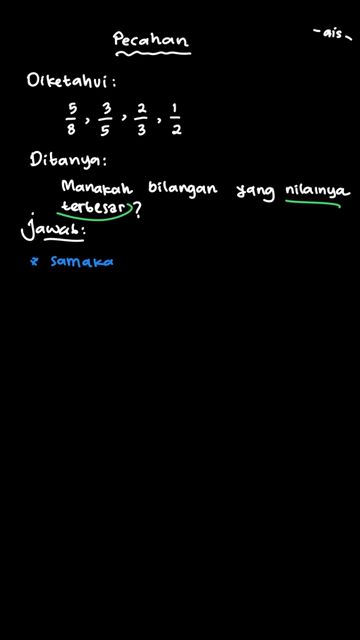 Pecahan
-ais-
Diketahui:
5/8, 3/5, 2/3, 1/2
Ditanya:
Manakah bilangan yang nilainya
terbesar?
Jawab:
* samaka